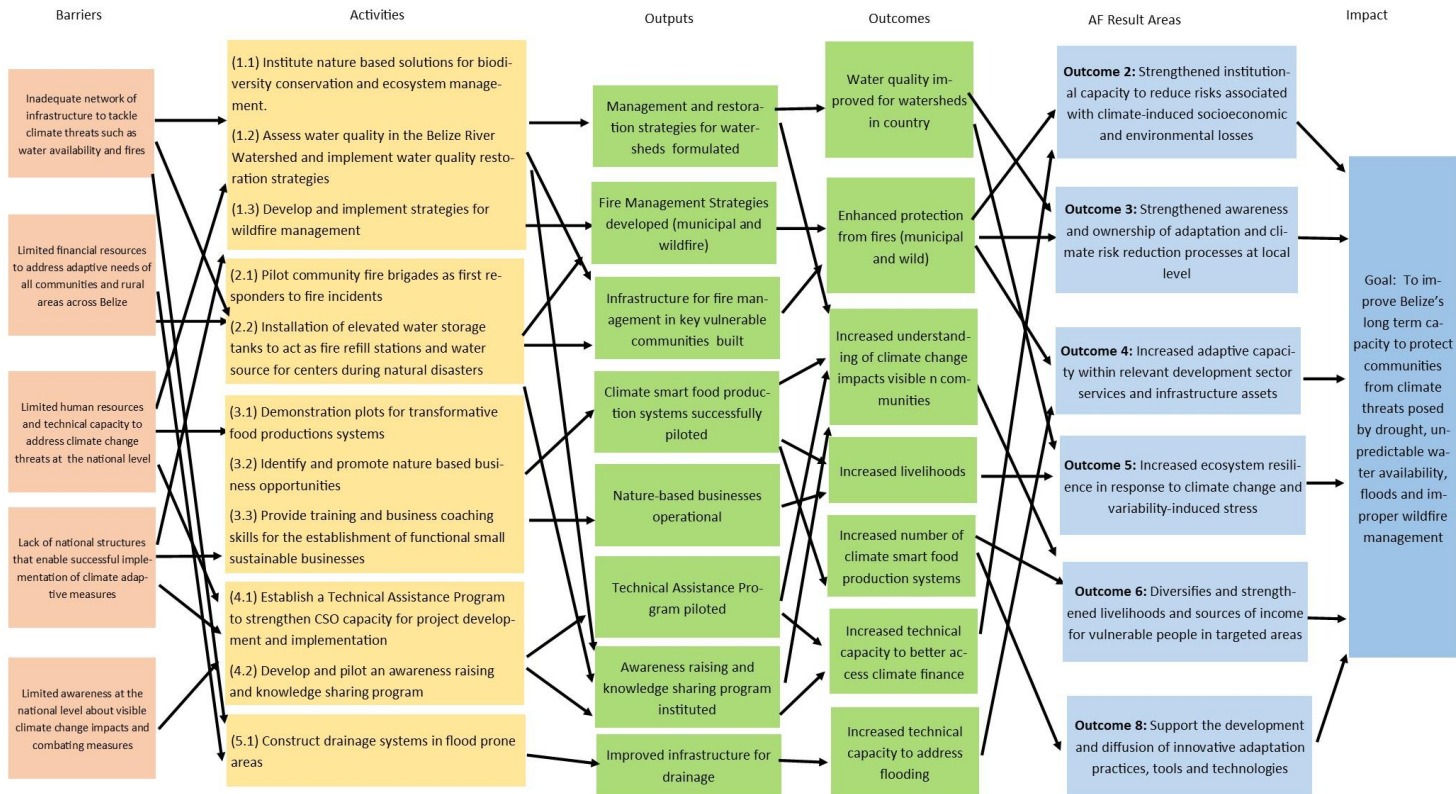 Barriers
Activities
Outputs
Outcomes
AF Result Areas
Impact
Inadequate network of
infrastructure to tackle
climate threats such as
water availability and fires
Limited financial resources
to address adaptive needs of
all communities and rural
areas across Belize
Limited human resources
and technical capacity to
address climate change
threats at the national level
Lack of national structures
that enable successful imple-
mentation of climate adap-
tive measures
Limited awareness at the
national level about visible
climate change impacts and
combating measures
(1.1) Institute nature based solutions for biodi-
versity conservation and ecosystem manage-
ment.
(1.2) Assess water quality in the Belize River
Watershed and implement water quality resto-
ration strategies
(1.3) Develop and implement strategies for
wildfire management
(2.1) Pilot community fire brigades as first re-
sponders to fire incidents
(2.2) Installation of elevated water storage
tanks to act as fire refill stations and water
source for centers during natural disasters
(3.1) Demonstration plots for transformative
food productions systems
(3.2) Identify and promote nature based busi-
ness opportunities
(3.3) Provide training and business coaching
skills for the establishment of functional small
sustainable businesses
(4.1) Establish a Technical Assistance Program
to strengthen CSO capacity for project develop-
ment and implementation
(4.2) Develop and pilot an awareness raising
and knowledge sharing program
(5.1) Construct drainage systems in flood prone
areas
Management and restora-
tion strategies for water-
sheds formulated
Fire Management Strategies
developed (municipal and
wildfire)
Infrastructure for fire man-
agement in key vulnerable
communities built
Climate smart food produc-
tion systems successfully
piloted
Nature-based businesses
operational
Technical Assistance Pro-
gram piloted
Awareness raising and
knowledge sharing program
instituted
Improved infrastructure for
drainage
Water quality im-
proved for watersheds
in country
Enhanced protection
from fires (municipal
and wild)
Increased understand-
ing of climate change
impacts visible n com-
munities
Increased livelihoods
Increased number of
climate smart food
production systems
Increased technical
capacity to better ac-
cess climate finance
Increased technical
capacity to address
flooding
Outcome 2: Strengthened institution-
al capacity to reduce risks associated
with climate-induced socioeconomic
and environmental losses
Outcome 3: Strengthened awareness
and ownership of adaptation and cli-
mate risk reduction processes at local
level
Outcome 4: Increased adaptive capaci-
ty within relevant development sector
services and infrastructure assets
Outcome 5: Increased ecosystem resili-
ence in response to climate change and
variability-induced stress
Outcome 6: Diversifies and strength-
ened livelihoods and sources of income
for vulnerable people in targeted areas
Outcome 8: Support the development
and diffusion of innovative adaptation
practices, tools and technologies
Goal: To im-
prove Belize's
long term ca-
pacity to protect
communities
from climate
threats posed
by drought, un-
predictable wa-
ter availability,
floods and im-
proper wildfire
management